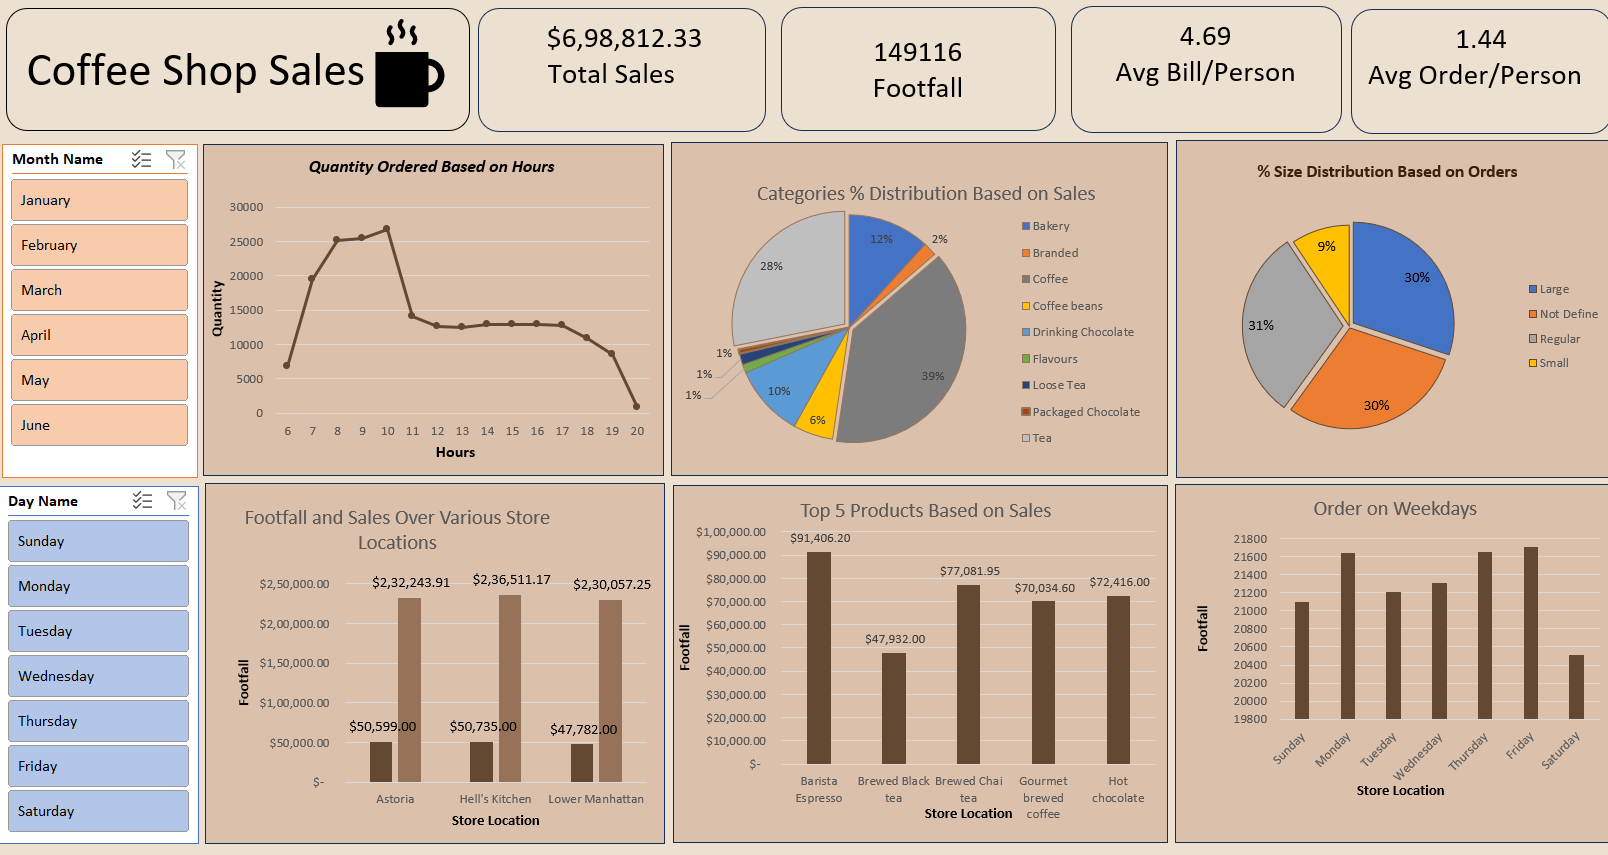 Coffee Shop Sales
$6,98,812.33
Total Sales
149116
Footfall
4.69
Avg Bill/Person
1.44
Avg Order/Person
Month Name
January
February
March
April
May
June
Quantity Ordered Based on Hours
30000
25000
20000
15000
10000
5000
0
Quantity
6 7 8 9 10 11 12 13 14 15 16 17 18 19 20
Hours
Categories % Distribution Based on Sales
12%
2%
28%
39%
1%
1%
1%
10%
6%
Bakery
Branded
Coffee
Coffee beans
Drinking Chocolate
Flavours
Loose Tea
Packaged Chocolate
Tea
% Size Distribution Based on Orders
9%
30%
31%
30%
Large
Not Define
Regular
Small
Day Name
Sunday
Monday
Tuesday
Wednesday
Thursday
Friday
Saturday
Footfall and Sales Over Various Store
Locations
$2,50,000.00
$2,00,000.00
$1,50,000.00
$1,00,000.00
$50,000.00
$-
Footfall
$2,32,243.91 $2,36,511.17 $2,30,057.25
$50,599.00 $50,735.00 $47,782.00
Astoria Hell's Kitchen Lower Manhattan
Store Location
Top 5 Products Based on Sales
$1,00,000.00
$90,000.00
$80,000.00
$70,000.00
$60,000.00
$50,000.00
$40,000.00
$30,000.00
$20,000.00
$10,000.00
$-
Footfall
$91,406.20
$47,932.00
$77,081.95
$70,034.60
$72,416.00
Barista Espresso
Brewed Black tea
Brewed Chai tea
Gourmet brewed coffee
Hot chocolate
Store Location
Order on Weekdays
21800
21600
21400
21200
21000
20800
20600
20400
20200
20000
19800
Footfall
Sunday Monday Tuesday Wednesday Thursday Friday Saturday
Store Location